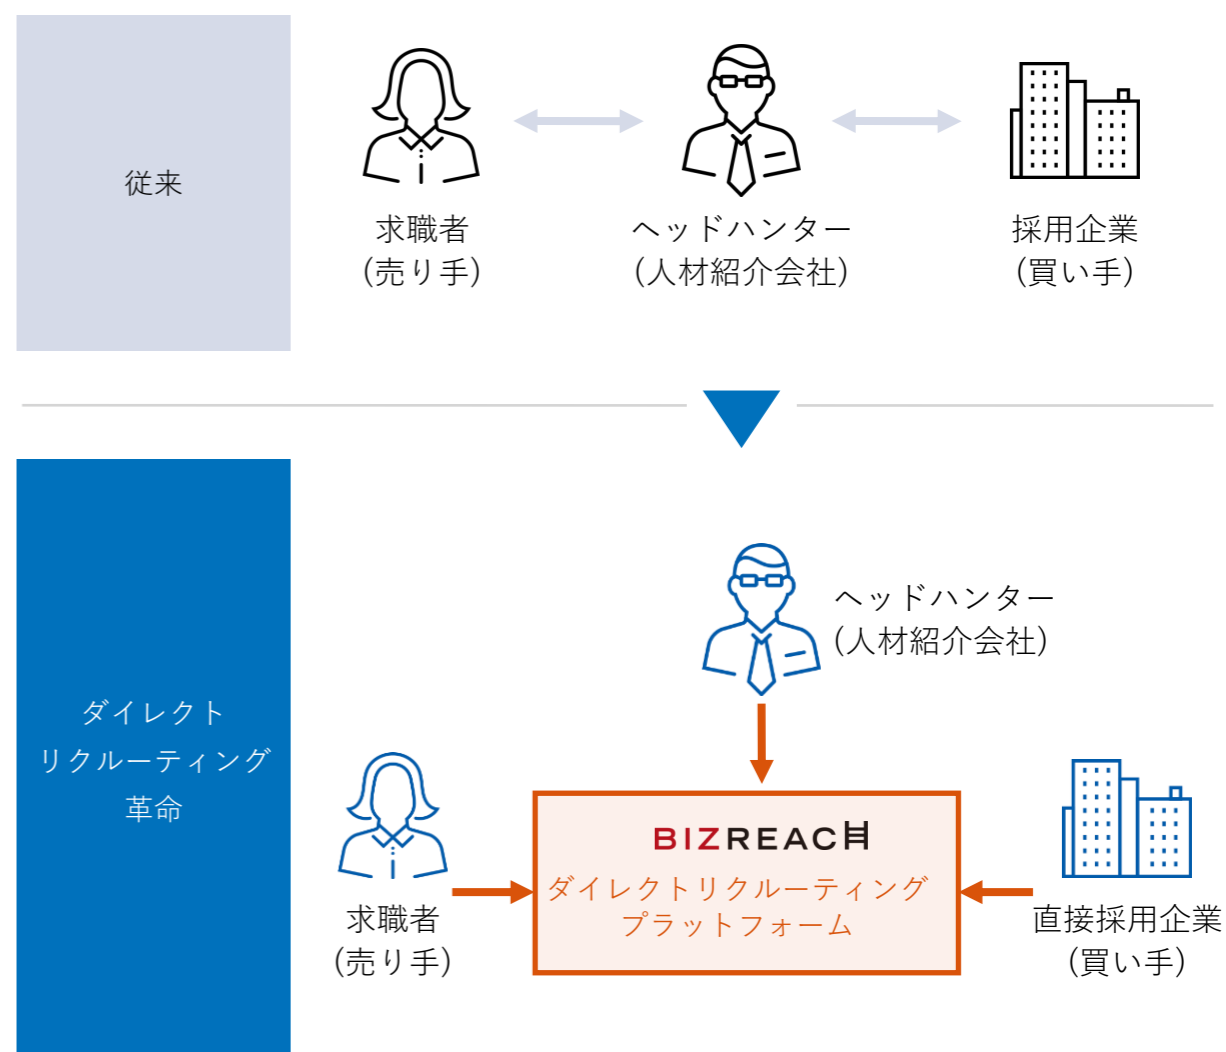 従来
求職者
(売り手)
ヘッドハンター
(人材紹介会社)
採用企業
(買い手)
ダイレクト
リクルーティング
革命
ヘッドハンター
(人材紹介会社)
求職者
(売り手)
BIZREACH
ダイレクトリクルーティング
プラットフォーム
直接採用企業
(買い手)